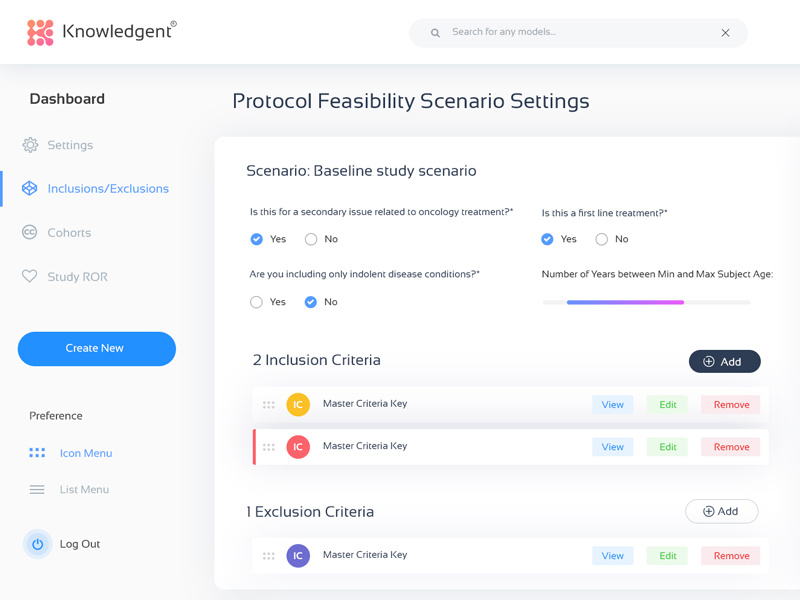 Knowledgent®
Search for any models...
Dashboard
Settings
Inclusions/Exclusions
CC
Cohorts
Study ROR
Create New
Preference
Icon Menu
List Menu
Log Out
Protocol Feasibility Scenario Settings
Scenario: Baseline study scenario
Is this for a secondary issue related to oncology treatment?*
Yes No
Is this a first line treatment?*
Yes No
Are you including only indolent disease conditions?*
Yes No
Number of Years between Min and Max Subject Age:
2 Inclusion Criteria
Add
IC Master Criteria Key View Edit Remove
IC Master Criteria Key View Edit Remove
1 Exclusion Criteria
Add
IC Master Criteria Key View Edit Remove